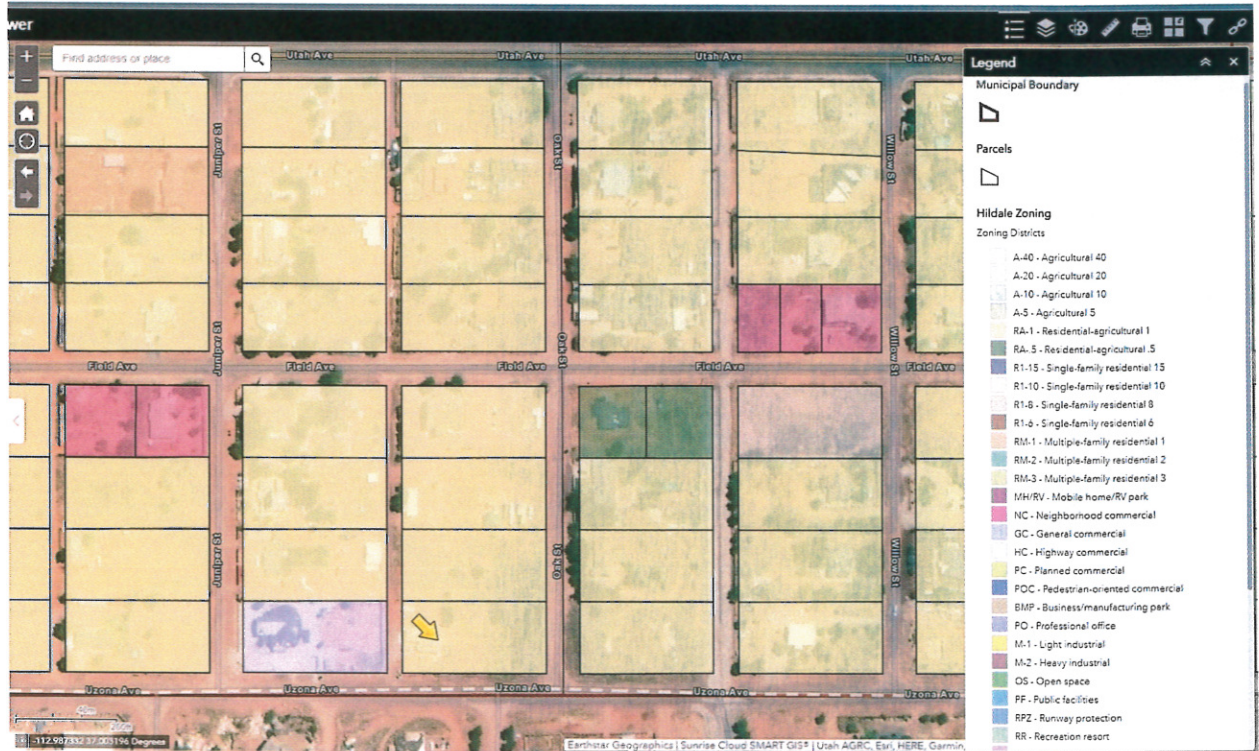 wer
Find address or place
Utah Ave
Utah Ave
Utah Ave
Utah Ave
Juniper St
Oak St
Willow St
Juniper St
Oak St
Willow St
Field Ave
Field Ave
Field Ave
Field Ave
Field Ave
Juniper St
Oak St
Willow St
Uzona Ave
Uzona Ave
Uzona Ave
Uzona Ave
Uzona Ave
-112.987332 37.003196 Degrees
Earthstar Geographics | Sunrise Cloud SMART GIS® | Utah AGRC, Esri, HERE, Garmin,
Legend
Municipal Boundary
Parcels
Hildale Zoning
Zoning Districts
A-40 - Agricultural 40
A-20 - Agricultural 20
A-10 - Agricultural 10
A-5 - Agricultural 5
RA-1 - Residential-agricultural 1
RA-.5 - Residential-agricultural .5
R1-15 - Single-family residential 15
R1-10 - Single-family residential 10
R1-8 - Single-family residential 8
R1-6 - Single-family residential 6
RM-1 - Multiple-family residential 1
RM-2 - Multiple-family residential 2
RM-3 - Multiple-family residential 3
MH/RV - Mobile home/RV park
NC - Neighborhood commercial
GC - General commercial
HC - Highway commercial
PC - Planned commercial
POC - Pedestrian-oriented commercial
BMP - Business/manufacturing park
PO - Professional office
M-1 - Light industrial
M-2 - Heavy industrial
OS - Open space
PF - Public facilities
RPZ - Runway protection
RR - Recreation resort